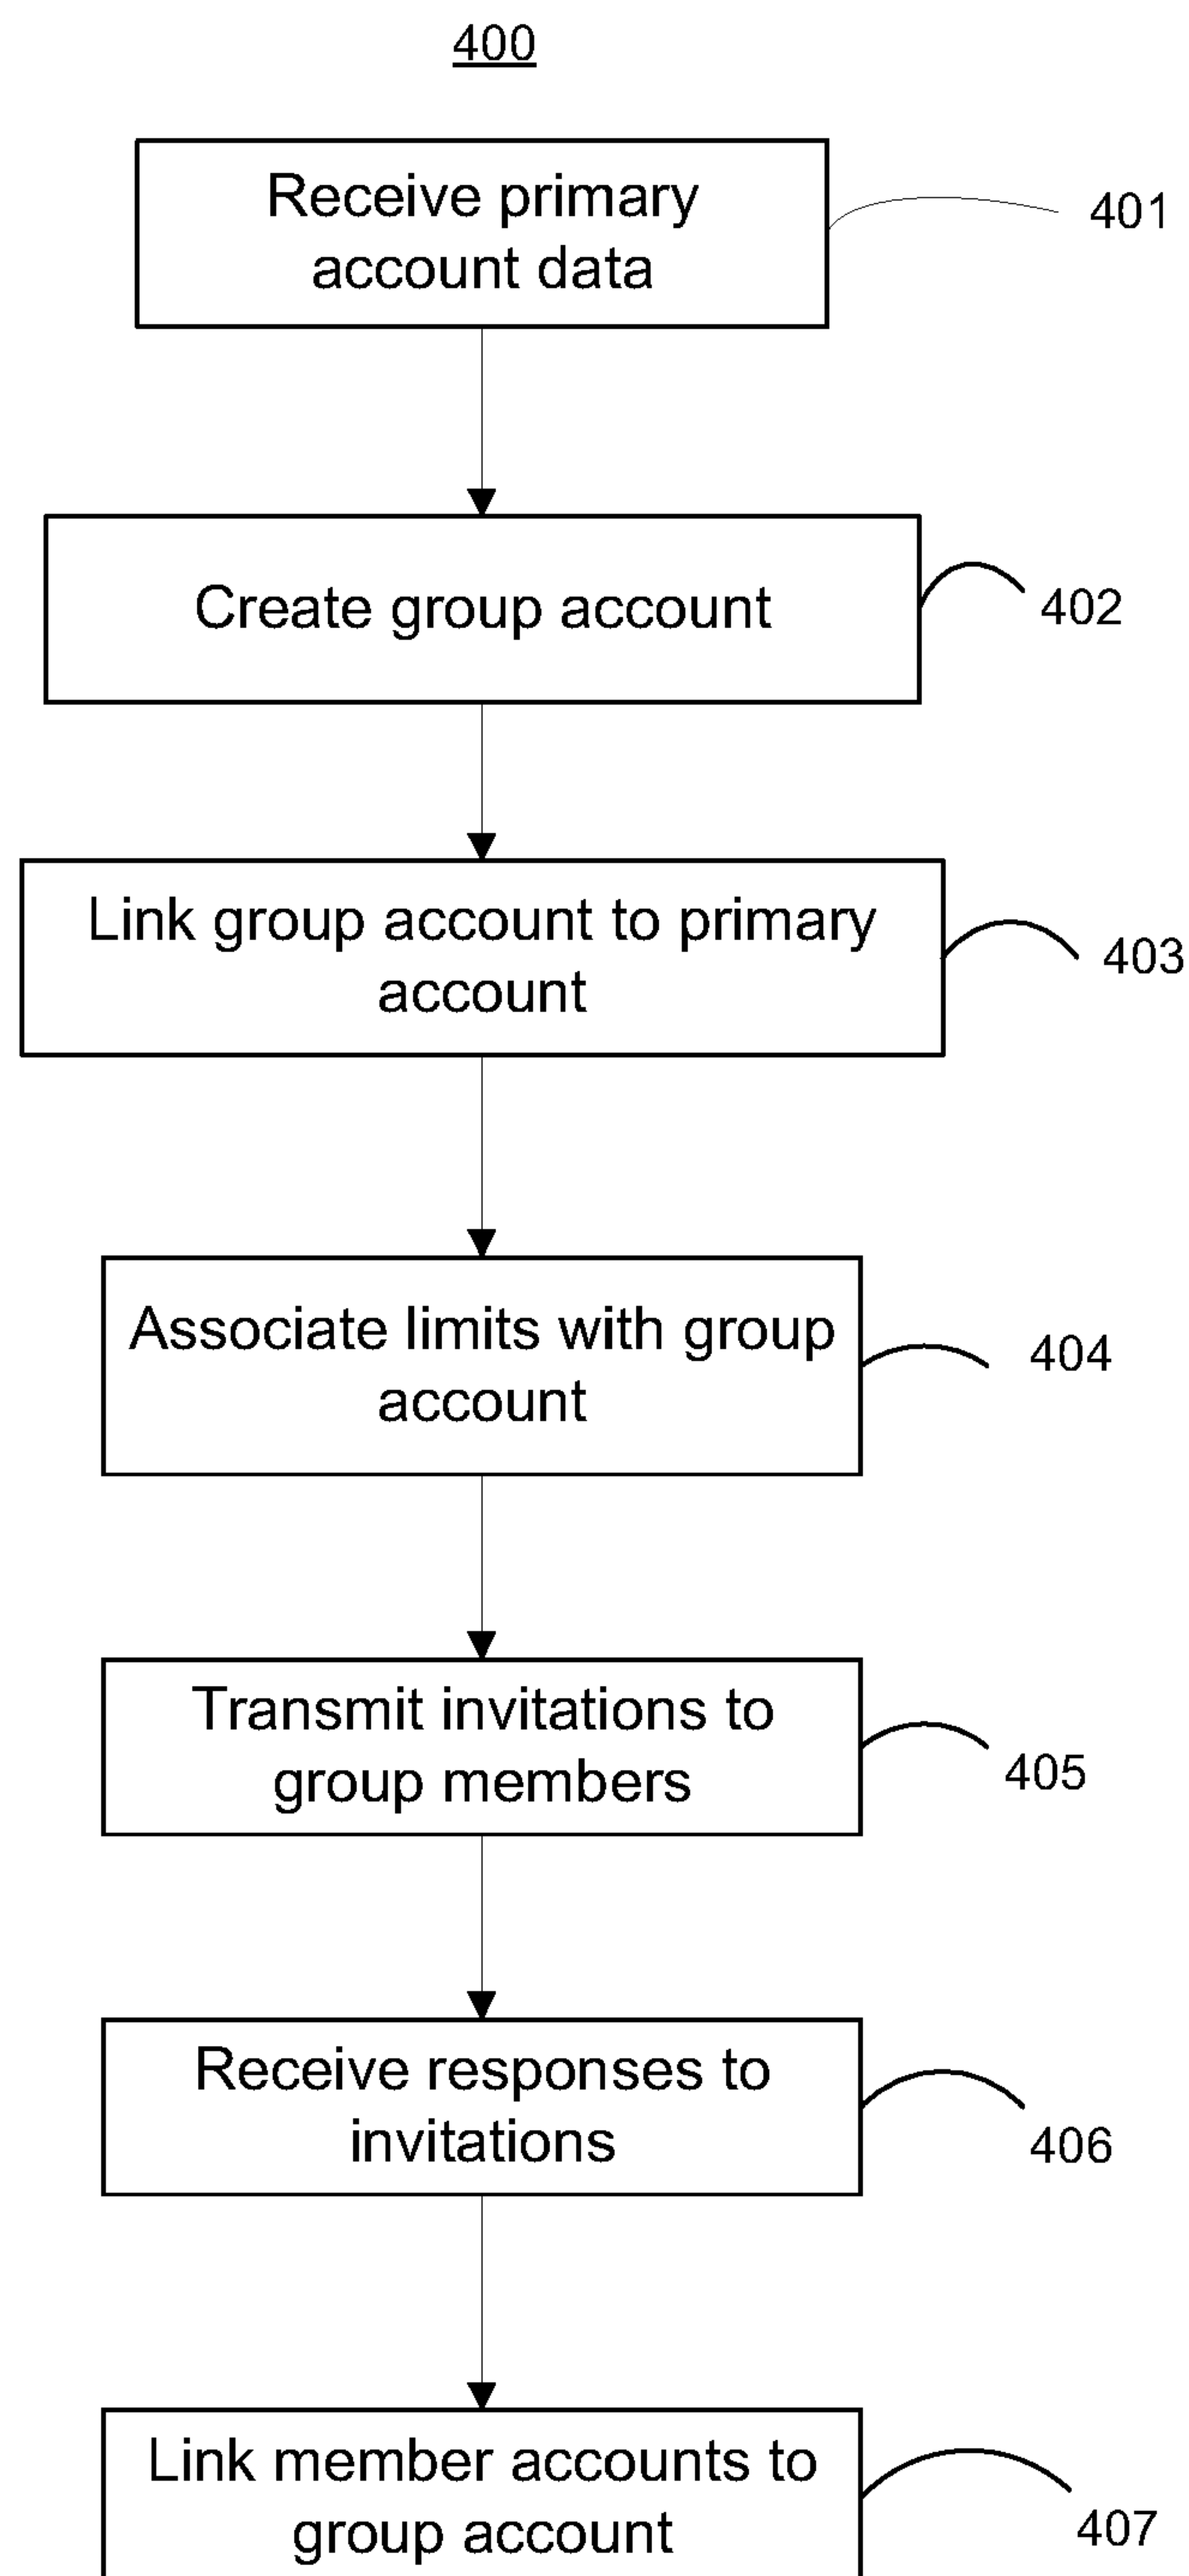 400
Receive primary
account data
401
Create group account
402
Link group account to primary
account
403
Associate limits with group
account
404
Transmit invitations to
group members
405
Receive responses to
invitations
406
Link member accounts to
group account
407